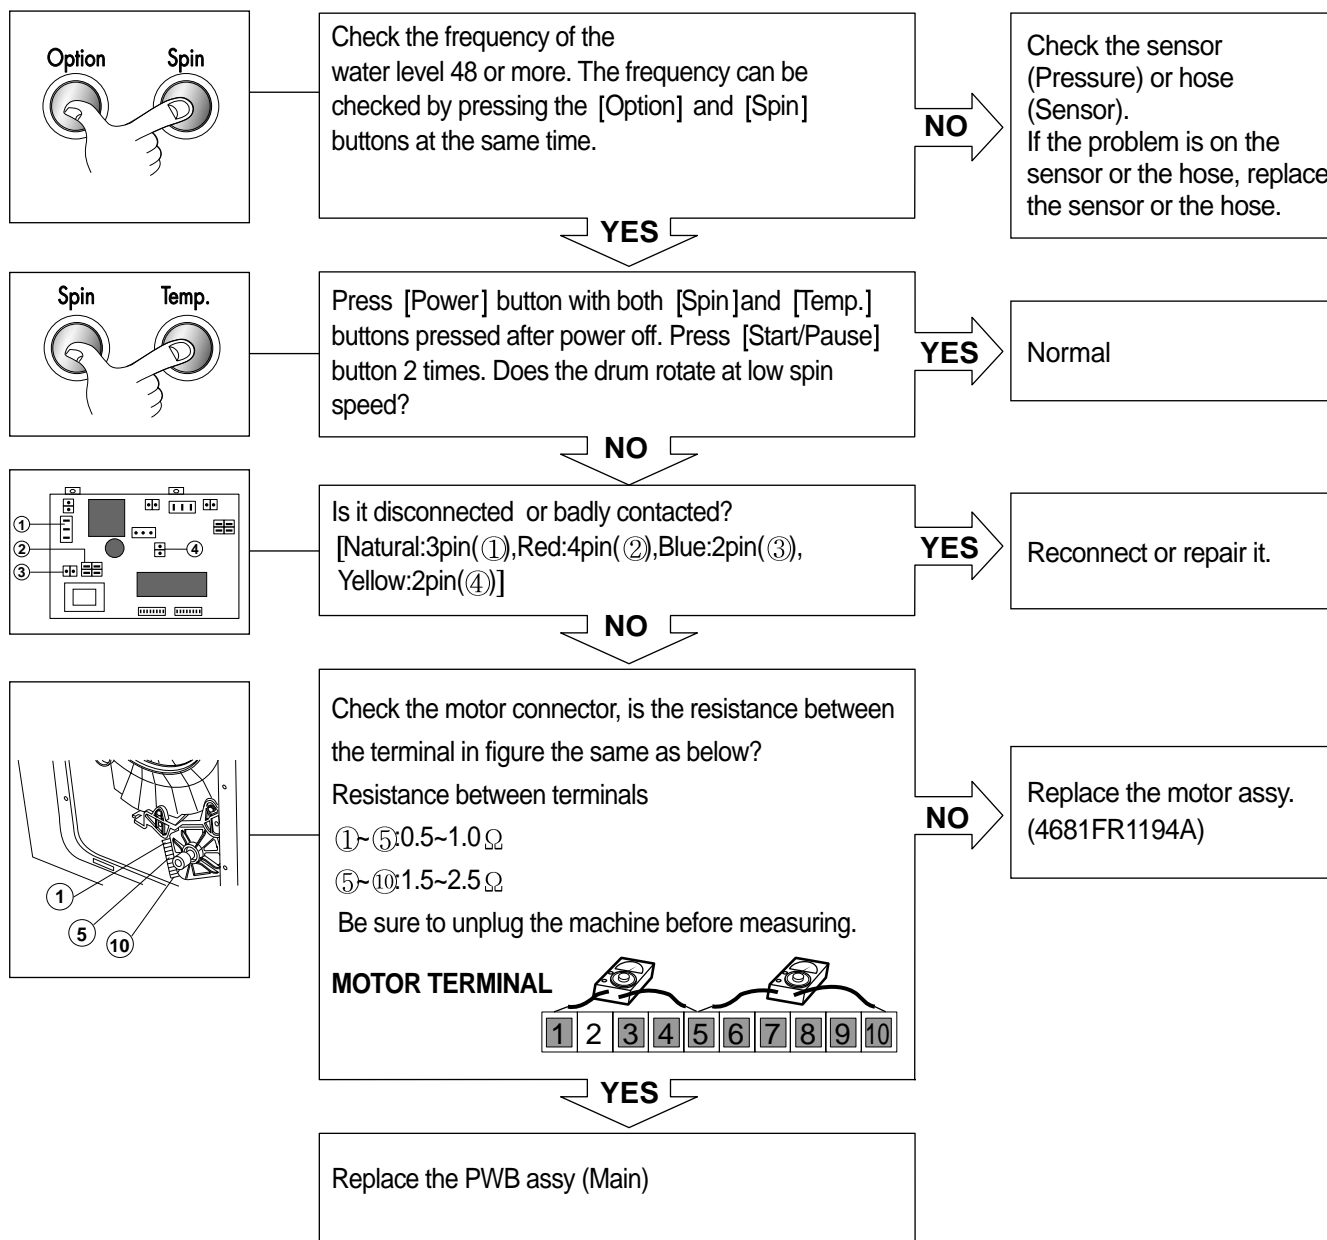 Option Spin
Check the frequency of the
water level 48 or more. The frequency can be
checked by pressing the [Option] and [Spin]
buttons at the same time.
NO
Check the sensor
(Pressure) or hose
(Sensor).
If the problem is on the
sensor or the hose, replace
the sensor or the hose.
YES
Spin Temp.
Press [Power] button with both [Spin]and [Temp.]
buttons pressed after power off. Press [Start/Pause]
button 2 times. Does the drum rotate at low spin
speed?
YES
Normal
NO
①
②
③
④
Is it disconnected or badly contacted?
[Natural:3pin(①),Red:4pin(②),Blue:2pin(③),
Yellow:2pin(④)]
YES
Reconnect or repair it.
NO
①
⑤
⑩
Check the motor connector, is the resistance between
the terminal in figure the same as below?
Resistance between terminals
①~⑤:0.5~1.0Ω
⑤~⑩:1.5~2.5Ω
Be sure to unplug the machine before measuring.
MOTOR TERMINAL
1 2 3 4 5 6 7 8 9 10
NO
Replace the motor assy.
(4681FR1194A)
YES
Replace the PWB assy (Main)